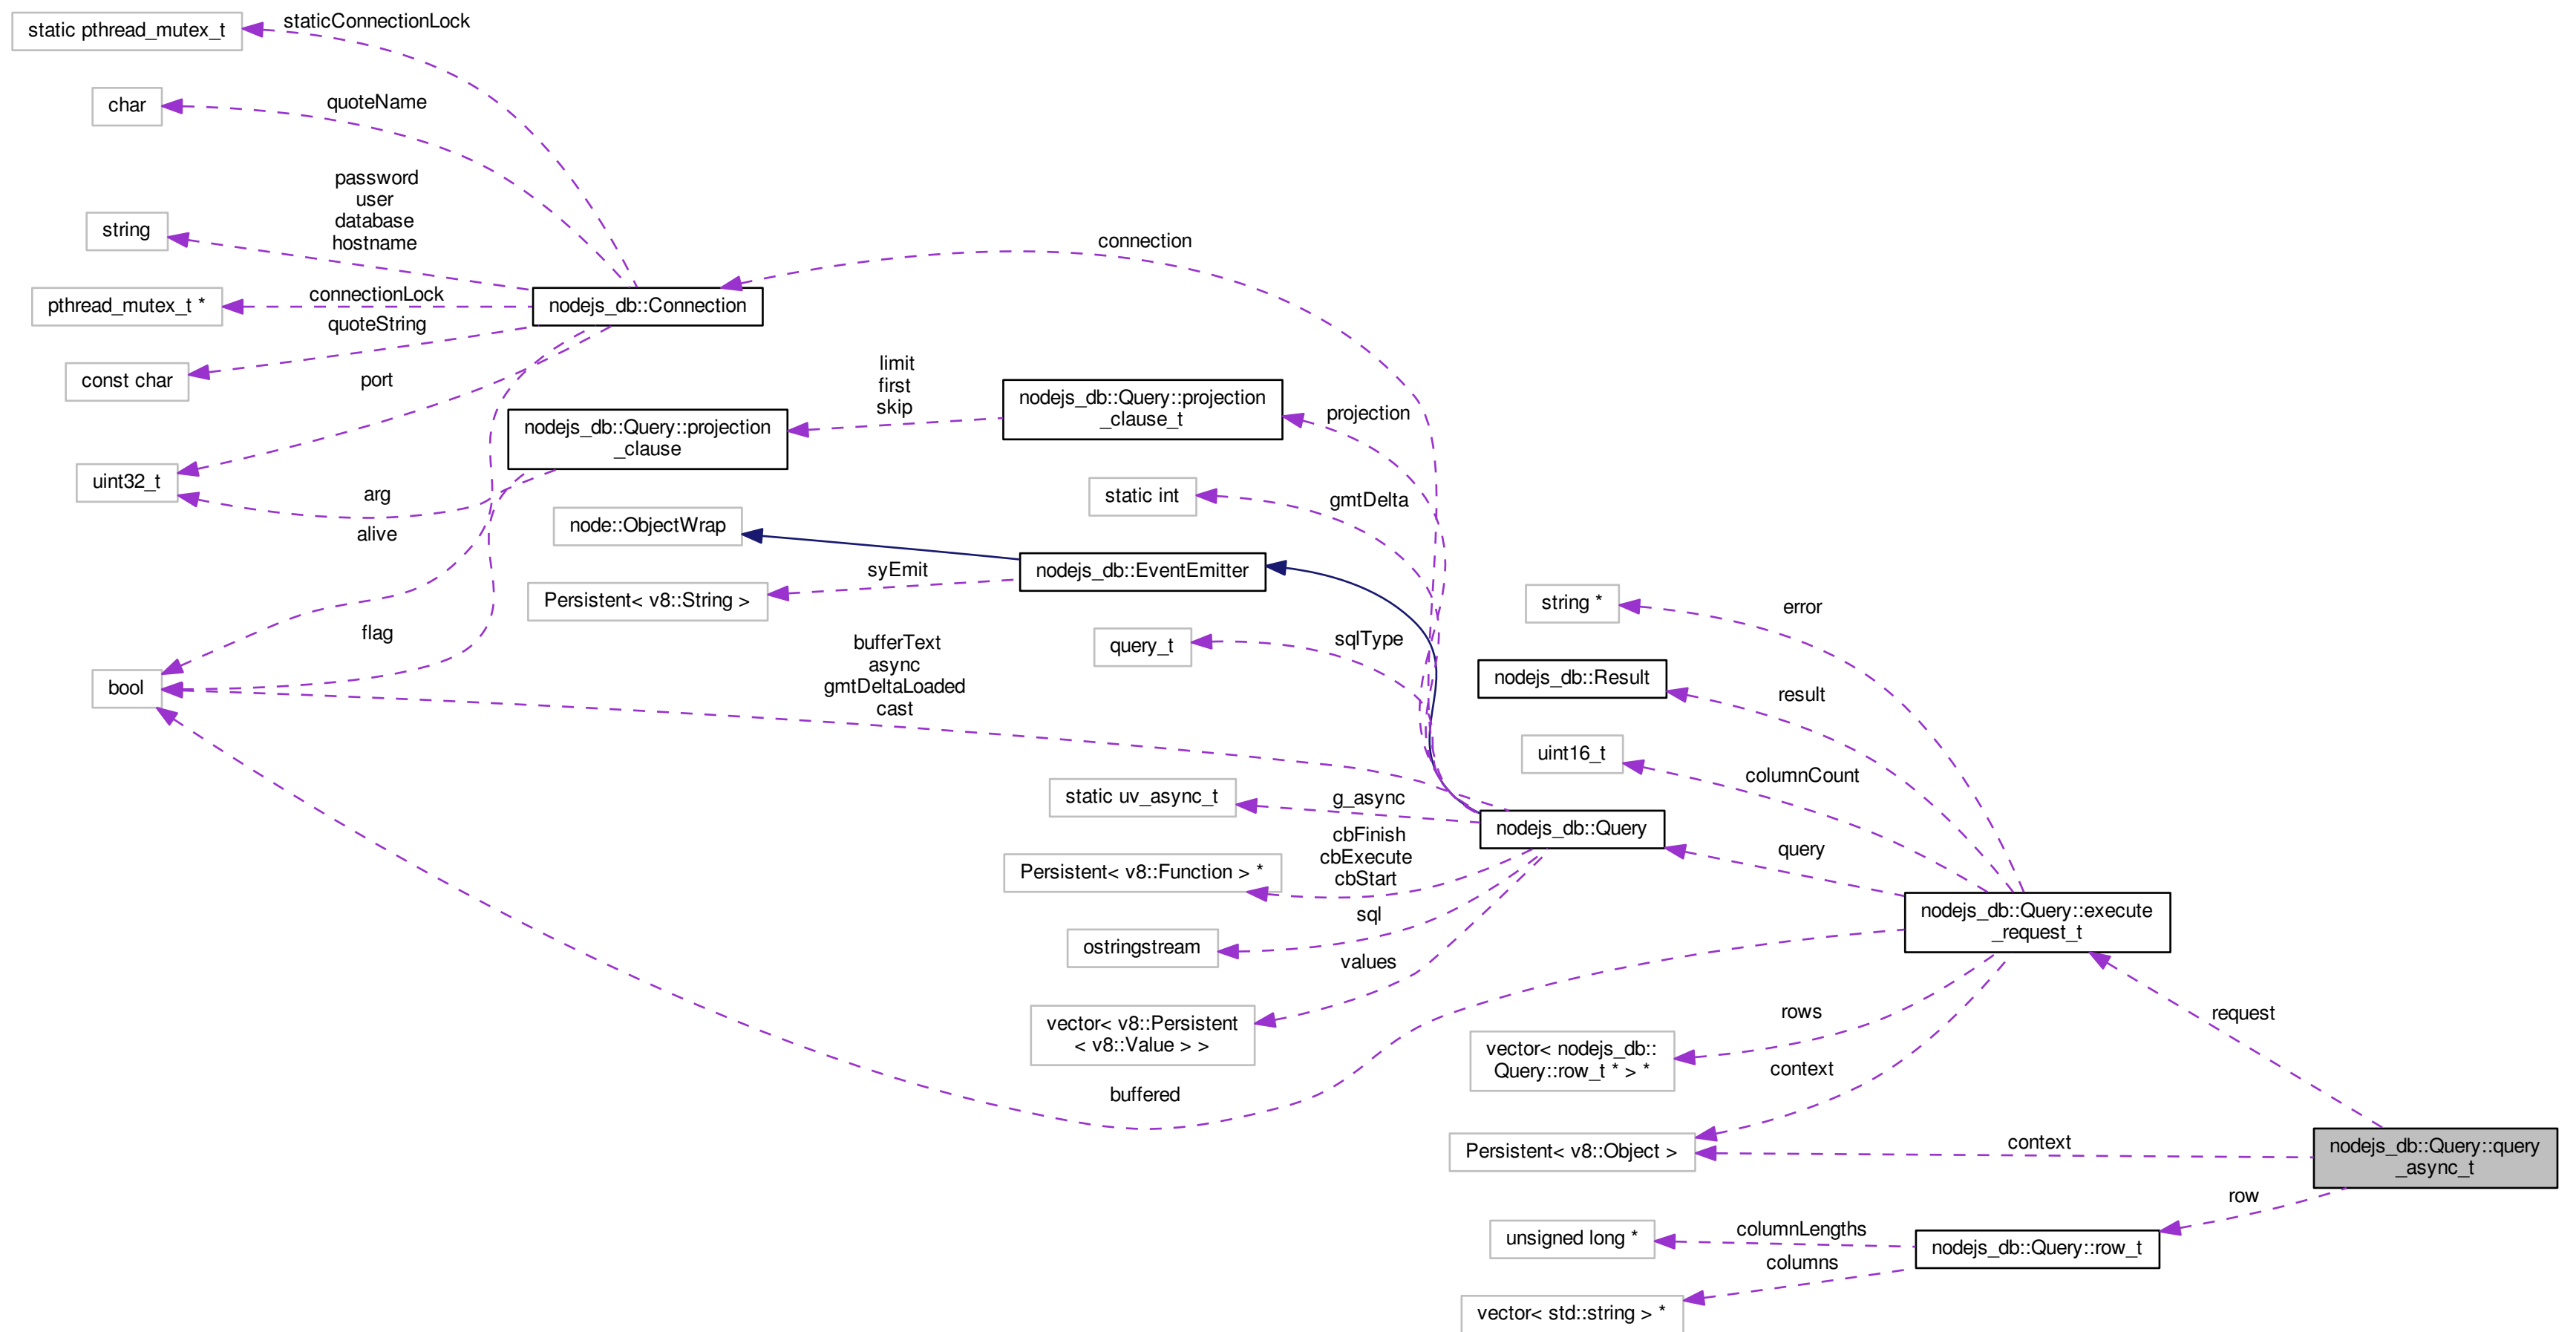 static pthread_mutex_t
staticConnectionLock
char
quoteName
password
user
database
hostname
string
connection
pthread_mutex_t *
connectionLock
nodejs_db::Connection
quoteString
const char
port
limit
first
skip
nodejs_db::Query::projection
_clause_t
projection
nodejs_db::Query::projection
_clause
uint32_t
arg
static int
gmtDelta
alive
node::ObjectWrap
nodejs_db::EventEmitter
syEmit
Persistent< v8::String >
string *
error
flag
bufferText
async
gmtDeltaLoaded
cast
query_t
sqlType
bool
nodejs_db::Result
result
uint16_t
columnCount
static uv_async_t
g_async
nodejs_db::Query
cbFinish
cbExecute
cbStart
Persistent< v8::Function > *
query
sql
ostringstream
nodejs_db::Query::execute
_request_t
values
vector< v8::Persistent
< v8::Value > >
rows
request
vector< nodejs_db::
Query::row_t * > *
context
buffered
Persistent< v8::Object >
context
nodejs_db::Query::query
_async_t
row
unsigned long *
columnLengths
nodejs_db::Query::row_t
columns
vector< std::string > *